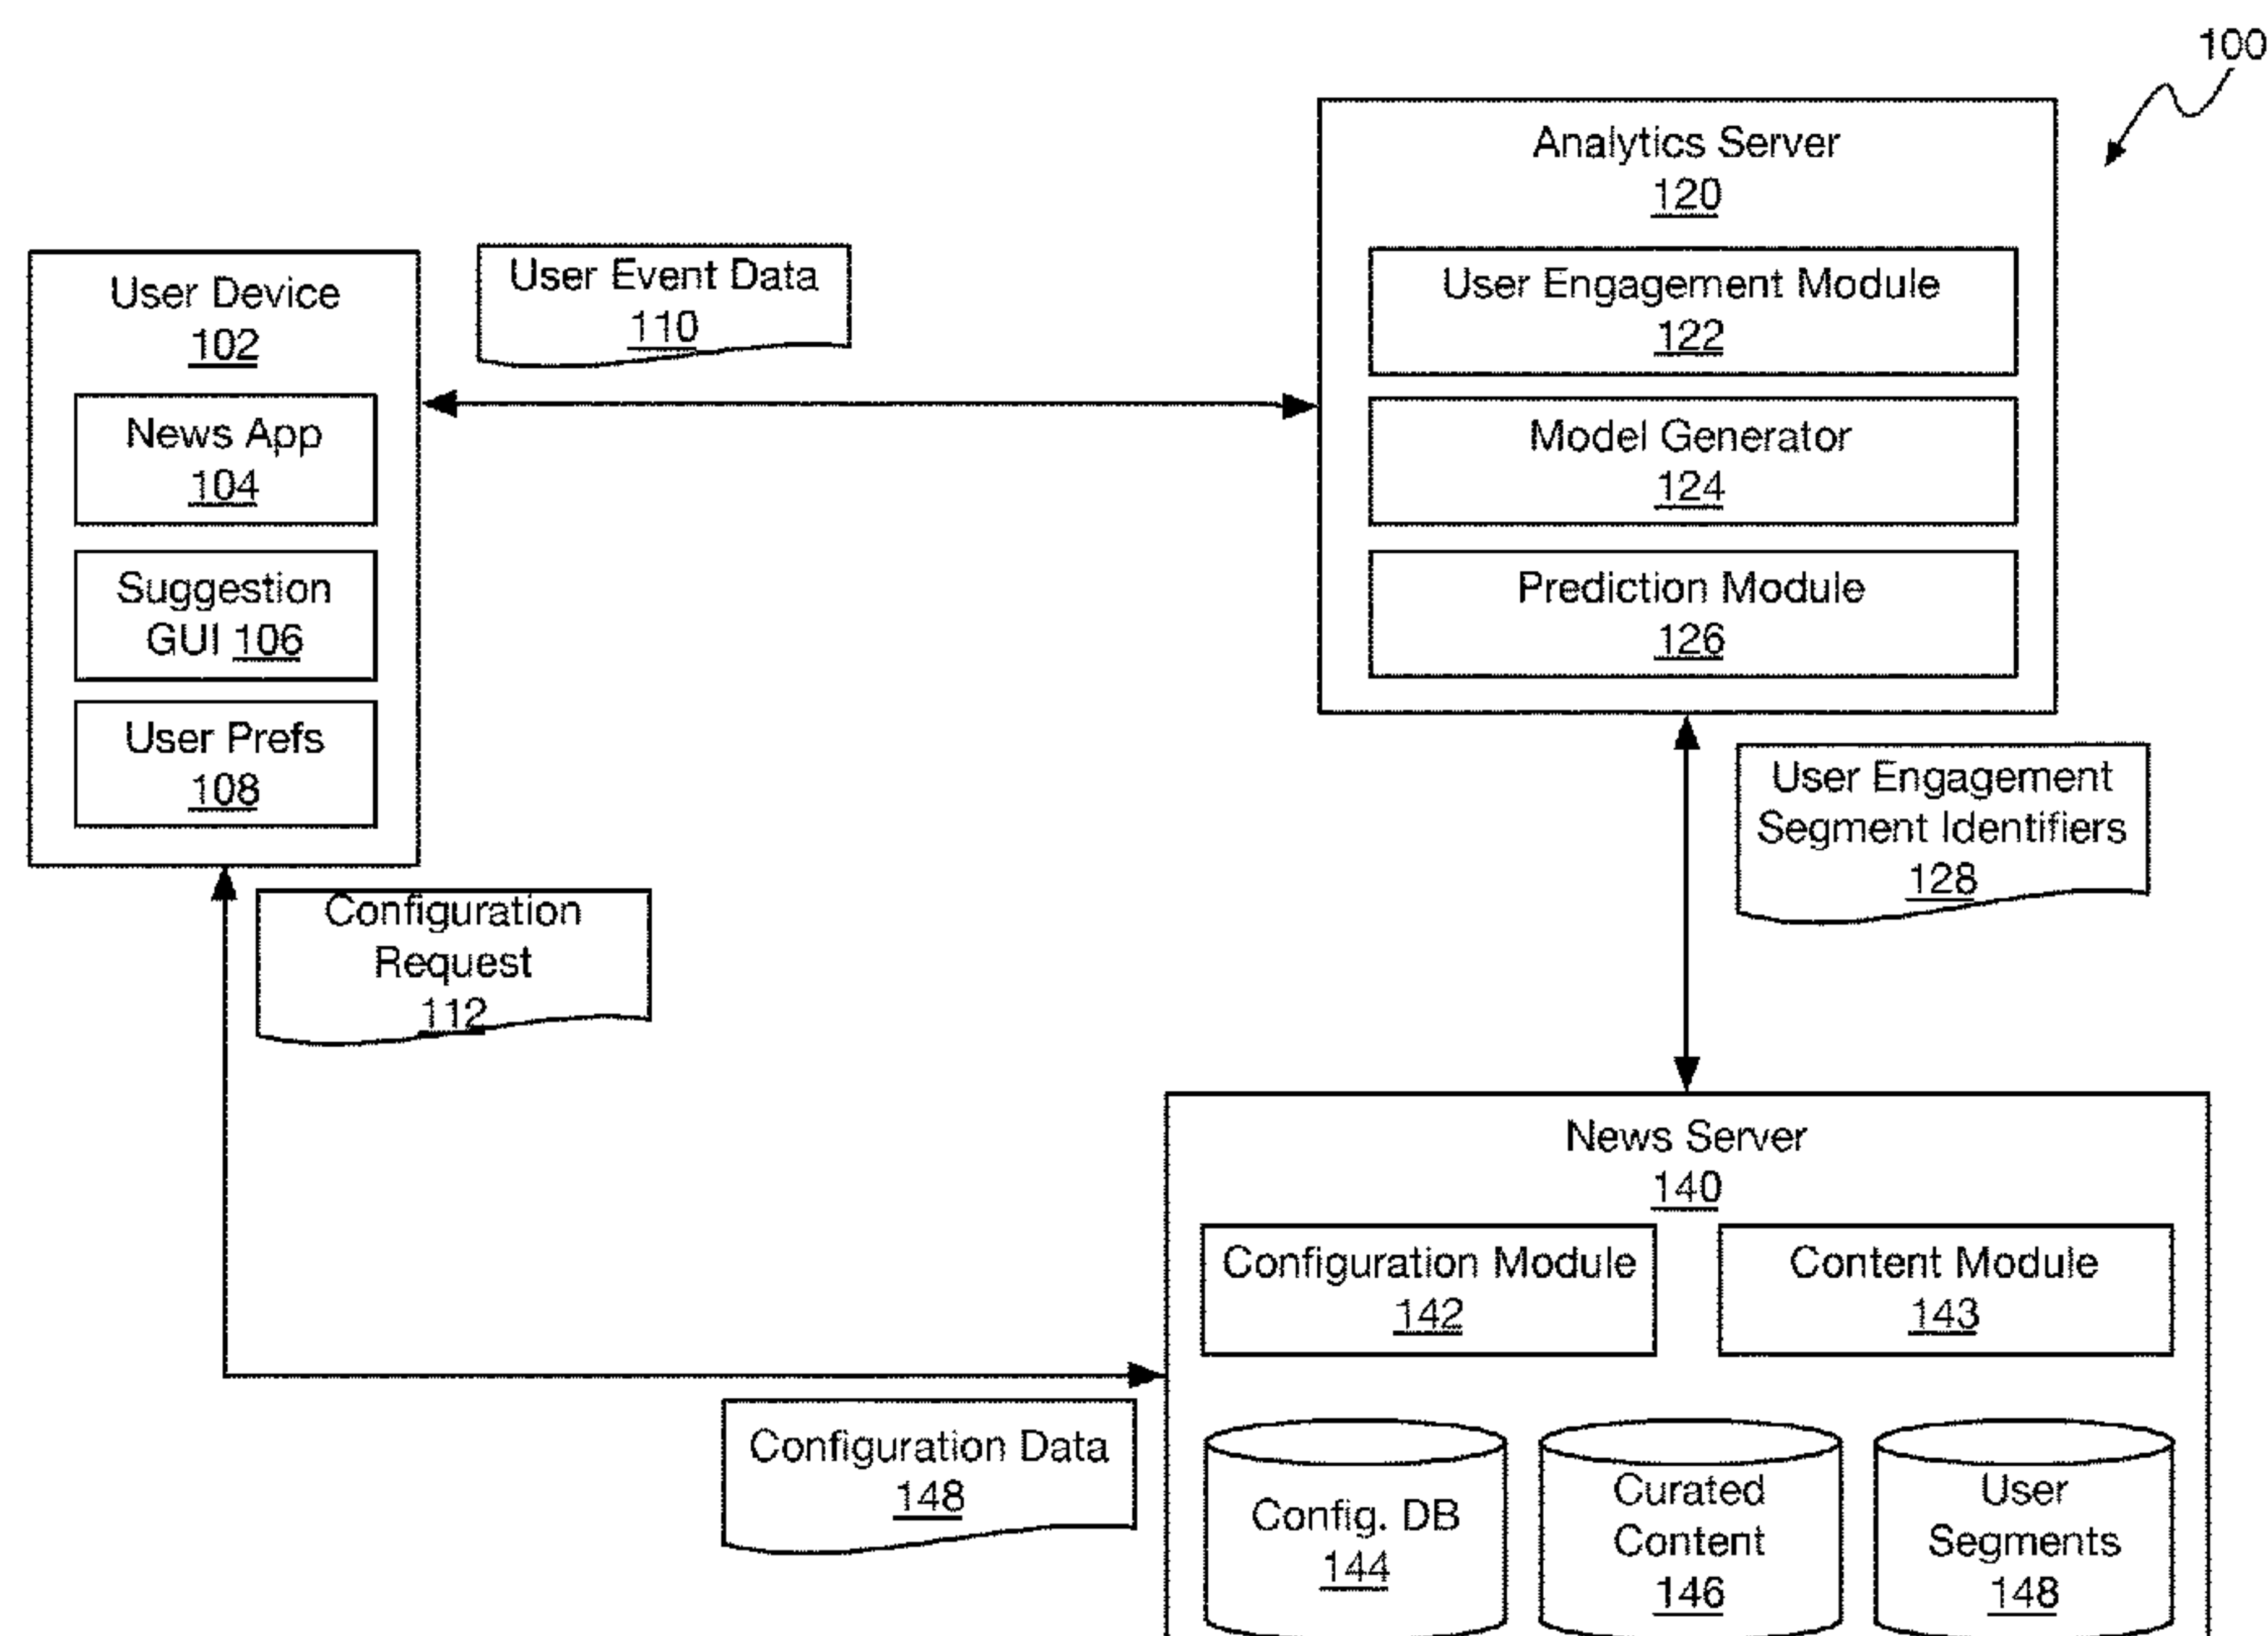 100
Analytics Server
120
User Engagement Module
122
Model Generator
124
Prediction Module
126
User Device
102
News App
104
Suggestion
GUI 106
User Prefs
108
User Event Data
110
User Engagement
Segment Identifiers
128
Configuration
Request
112
News Server
140
Configuration Module
142
Content Module
143
Configuration Data
148
Config. DB
144
Curated
Content
146
User
Segments
148